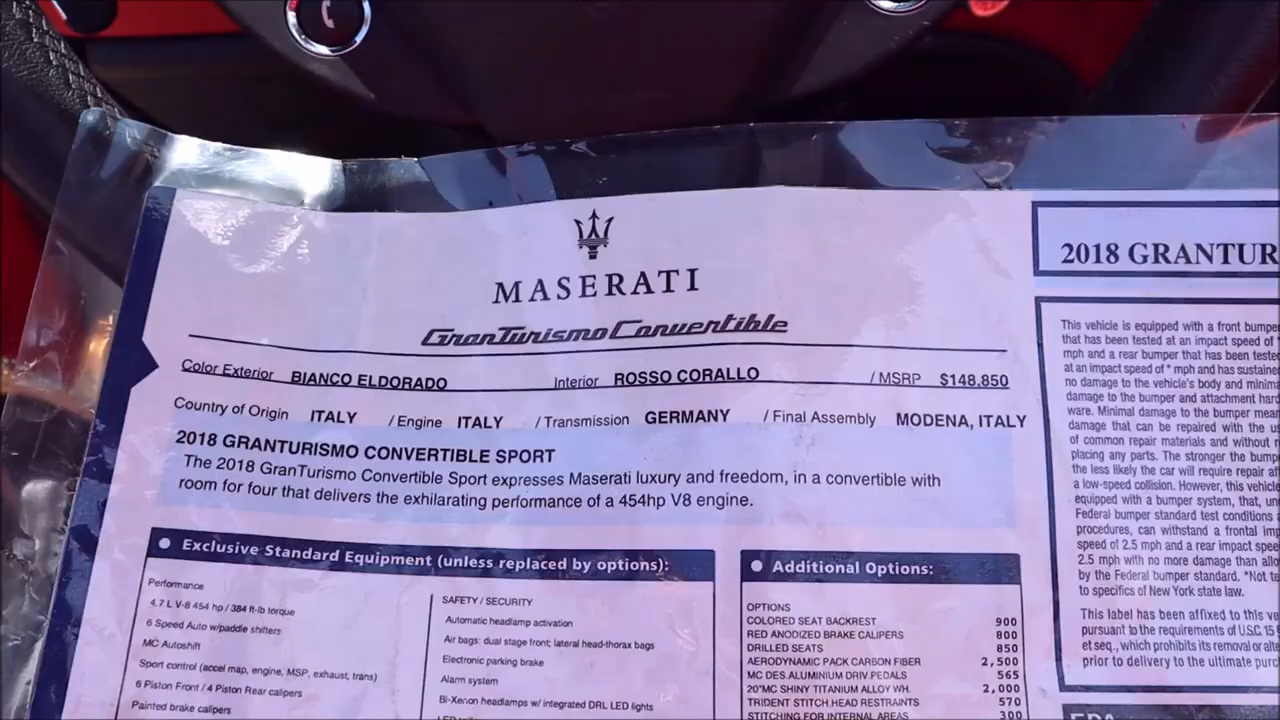 MASERATI
GranTurismo Convertible
Color Exterior BIANCO ELDORADO Interior ROSSO CORALLO / MSRP $148,850
Country of Origin ITALY / Engine ITALY / Transmission GERMANY / Final Assembly MODENA, ITALY
2018 GRANTURISMO CONVERTIBLE SPORT
The 2018 GranTurismo Convertible Sport expresses Maserati luxury and freedom, in a convertible with
room for four that delivers the exhilarating performance of a 454hp V8 engine.
Exclusive Standard Equipment (unless replaced by options):
Performance
4.7 L V-8 454 hp / 384 ft-lb torque
6 Speed Auto w/paddle shifters
MC Autoshift
Sport control (accel map, engine, MSP, exhaust, trans)
6 Piston Front / 4 Piston Rear calipers
Painted brake calipers
SAFETY / SECURITY
Automatic headlamp activation
Air bags: dual stage front; lateral head-thorax bags
Electronic parking brake
Alarm system
Bi-Xenon headlamps w/ integrated DRL LED lights
Additional Options:
OPTIONS
COLORED SEAT BACKREST 900
RED ANODIZED BRAKE CALIPERS 800
DRILLED SEATS 850
AERODYNAMIC PACK CARBON FIBER 2,500
MC DES.ALUMINIUM DRIV.PEDALS 565
20"MC SHINY TITANIUM ALLOY WH. 2,000
TRIDENT STITCH.HEAD RESTRAINTS 570
STITCHING FOR INTERNAL AREAS 300
2018 GRANTUR
This vehicle is equipped with a front bumper
that has been tested at an impact speed of
mph and a rear bumper that has been tested
at an impact speed of * mph and has sustained
no damage to the vehicle's body and minim
damage to the bumper and attachment hard
ware. Minimal damage to the bumper mean
damage that can be repaired with the us
of common repair materials and without r
placing any parts. The stronger the bump
the less likely the car will require repair aft
a low-speed collision. However, this vehicle
equipped with a bumper system, that, un
Federal bumper standard test conditions a
procedures, can withstand a frontal imp
speed of 2.5 mph and a rear impact spee
2.5 mph with no more damage than allo
by the Federal bumper standard. *Not te
to specifics of New York state law.
This label has been affixed to this ve
pursuant to the requirements of U.S.C. 15
et seq., which prohibits its removal or alte
prior to delivery to the ultimate purc
EPA